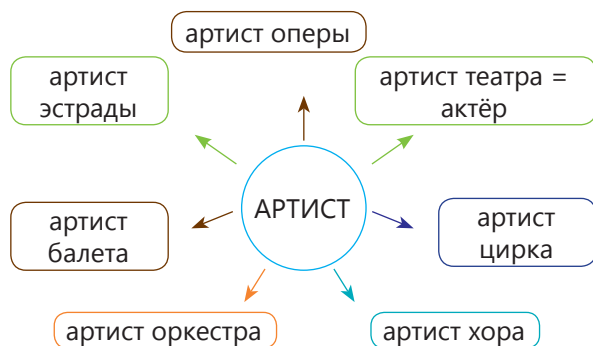 артист оперы
артист
эстрады
артист театра =
актёр
АРТИСТ
артист
балета
артист
цирка
артист оркестра
артист хора